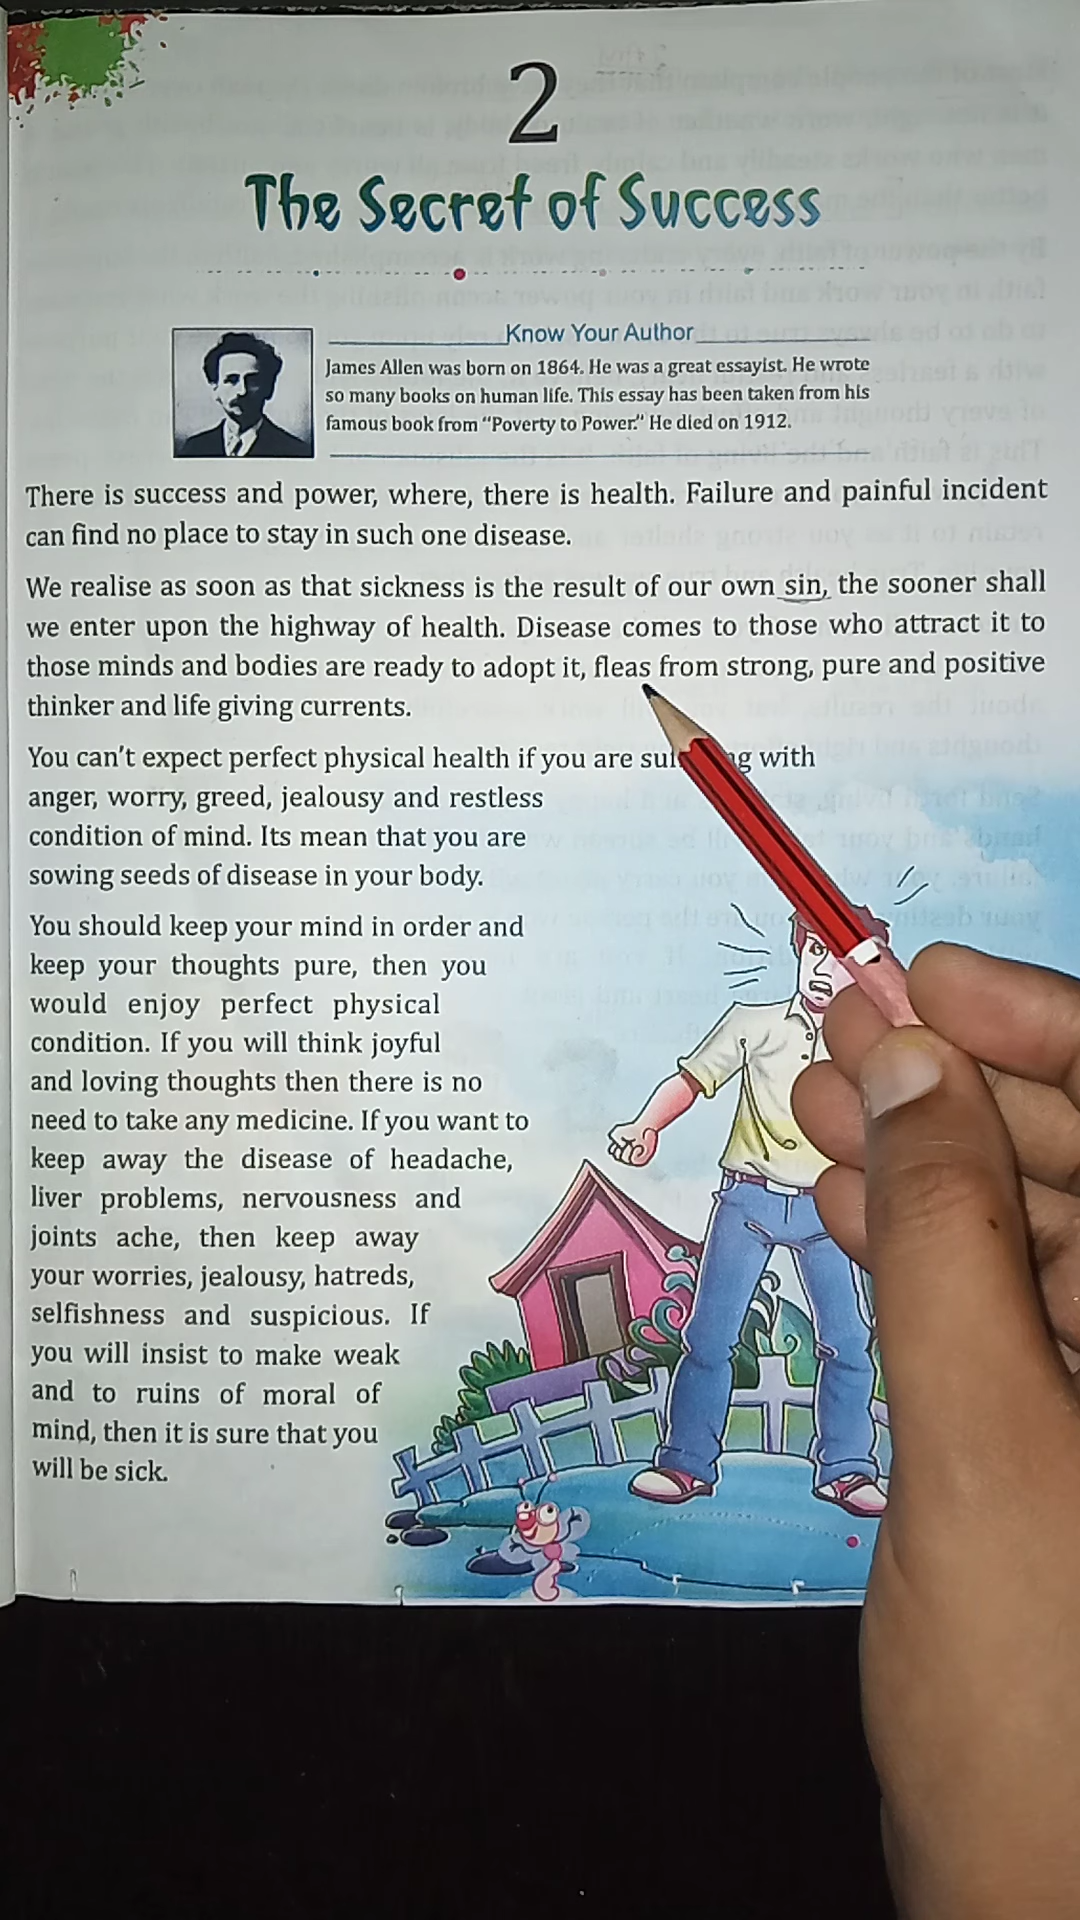 2
The Secret of Success
Know Your Author
James Allen was born on 1864. He was a great essayist. He wrote
so many books on human life. This essay has been taken from his
famous book from "Poverty to Power." He died on 1912.
There is success and power, where, there is health. Failure and painful incident
can find no place to stay in such one disease.
We realise as soon as that sickness is the result of our own sin, the sooner shall
we enter upon the highway of health. Disease comes to those who attract it to
those minds and bodies are ready to adopt it, fleas from strong, pure and positive
thinker and life giving currents.
You can't expect perfect physical health if you are with
anger, worry, greed, jealousy and restless
condition of mind. Its mean that you are
sowing seeds of disease in your body.
You should keep your mind in order and
keep your thoughts pure, then you
would enjoy perfect physical
condition. If you will think joyful
and loving thoughts then there is no
need to take any medicine. If you want to
keep away the disease of headache,
liver problems, nervousness and
joints ache, then keep away
your worries, jealousy, hatreds,
selfishness and suspicious. If
you will insist to make weak
and to ruins of moral of
mind, then it is sure that you
will be sick.